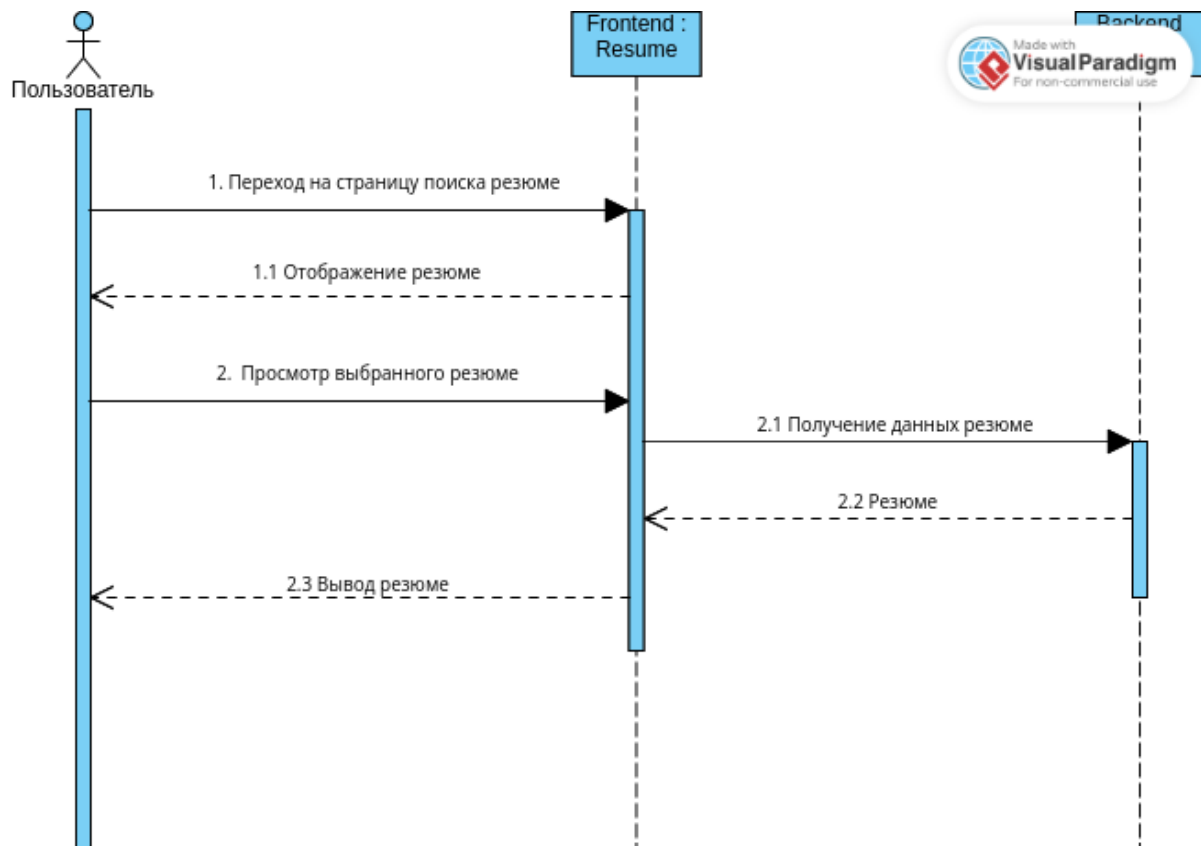 Пользователь
Frontend :
Resume
Backend
Made with
Visual Paradigm
For non-commercial use
1. Переход на страницу поиска резюме
1.1 Отображение резюме
2. Просмотр выбранного резюме
2.1 Получение данных резюме
2.2 Резюме
2.3 Вывод резюме